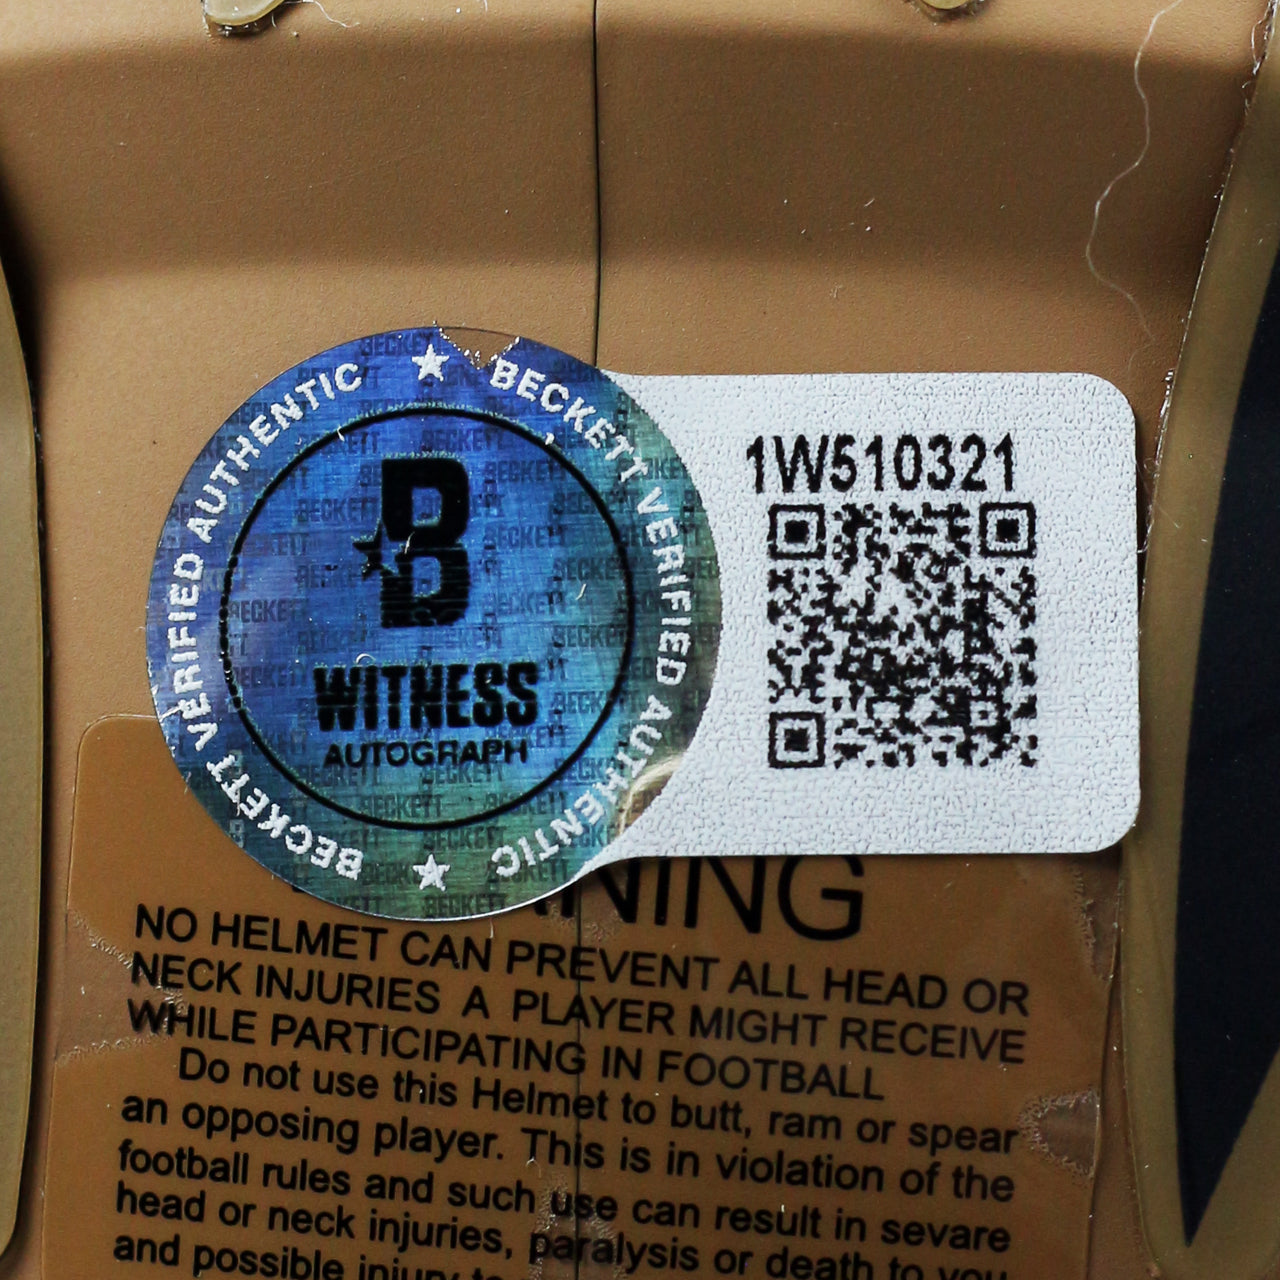 BECKETT VERIFIED AUTHENTIC ★ BECKETT VERIFIED AUTHENTIC ★
B
WITNESS
AUTOGRAPH
1W510321
NING
NO HELMET CAN PREVENT ALL HEAD OR
NECK INJURIES A PLAYER MIGHT RECEIVE
WHILE PARTICIPATING IN FOOTBALL
Do not use this Helmet to butt, ram or spear
an opposing player. This is in violation of the
football rules and such use can result in sevare
head or neck injuries, paralysis or death to you
and possible injury to